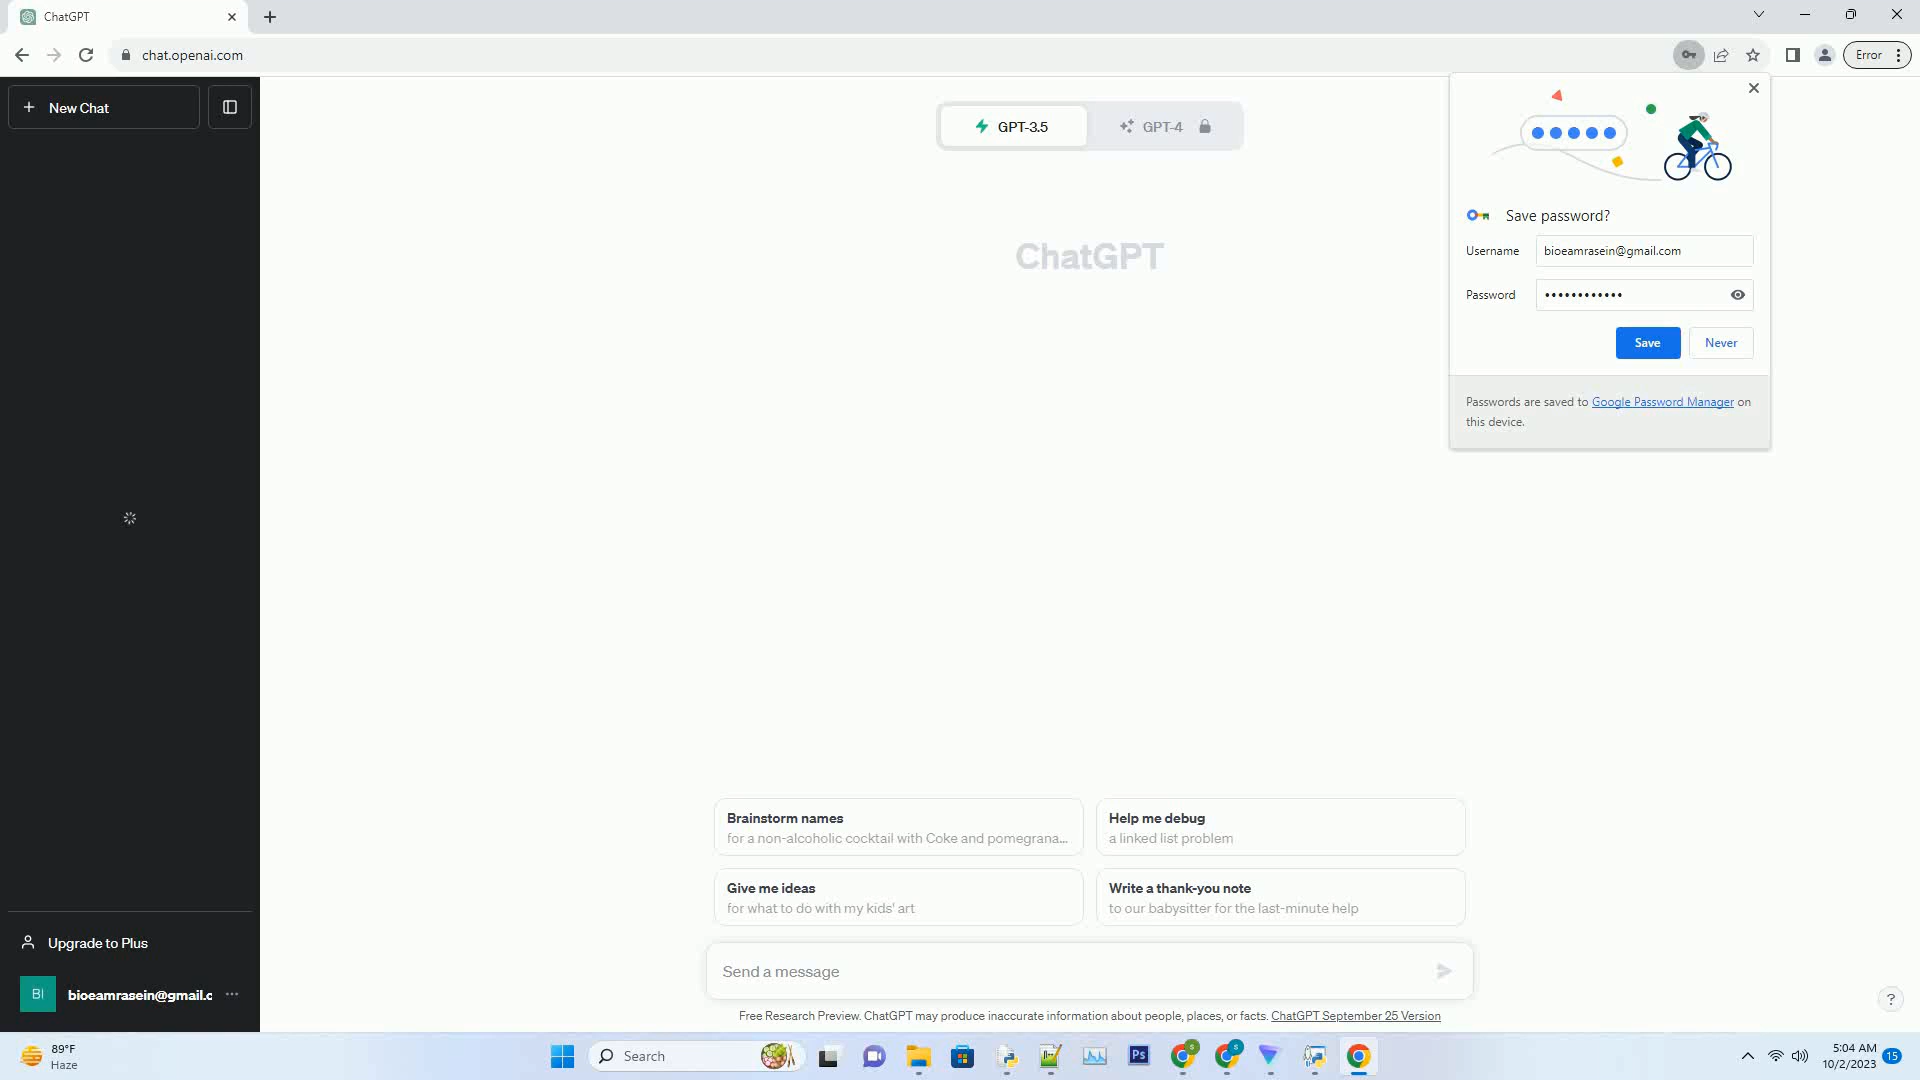 ChatGPT
chat.openai.com
Error
New Chat
GPT-3.5
GPT-4
ChatGPT
Save password?
Username
bioeamrasein@gmail.com
Password
••••••••••••
Save
Never
Passwords are saved to Google Password Manager on
this device.
Brainstorm names
for a non-alcoholic cocktail with Coke and pomegrana...
Help me debug
a linked list problem
Give me ideas
for what to do with my kids' art
Write a thank-you note
to our babysitter for the last-minute help
Upgrade to Plus
BI
bioeamrasein@gmail.c
Send a message
?
Free Research Preview. ChatGPT may produce inaccurate information about people, places, or facts. ChatGPT September 25 Version
89°F
Haze
Search
Ps
S
S
5:04 AM
10/2/2023
15